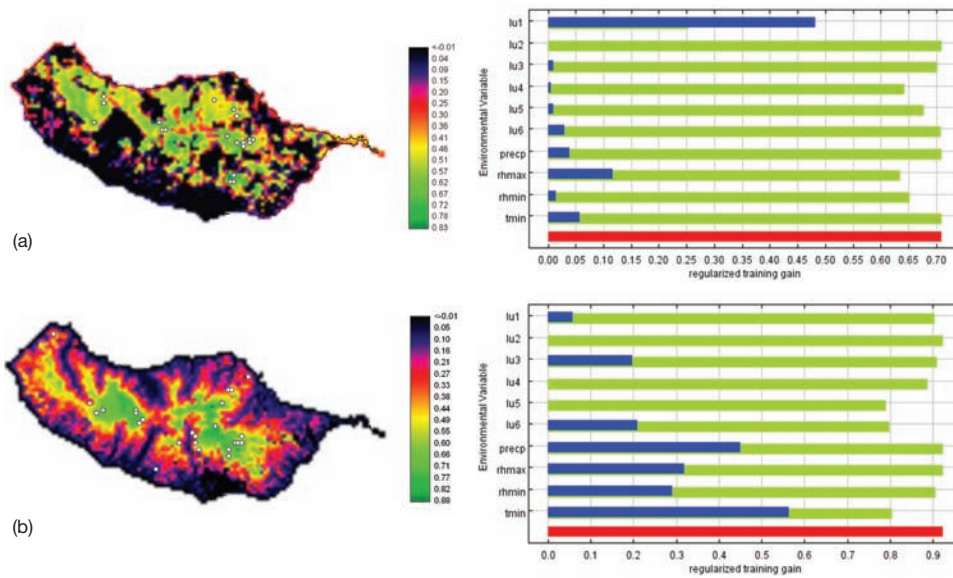 (a)
<-0.01
0.04
0.09
0.15
0.20
0.25
0.30
0.35
0.41
0.46
0.51
0.57
0.62
0.67
0.72
0.78
0.83
Environmental Variable
lu1
lu2
lu3
lu4
lu5
lu6
precp
rhmax
rhmin
tmin
0.00 0.05 0.10 0.15 0.20 0.25 0.30 0.35 0.40 0.45 0.50 0.55 0.60 0.65 0.70
regularized training gain
(b)
<-0.01
0.05
0.10
0.16
0.21
0.27
0.33
0.38
0.44
0.49
0.55
0.60
0.66
0.71
0.77
0.82
0.88
Environmental Variable
lu1
lu2
lu3
lu4
lu5
lu6
precp
rhmax
rhmin
tmin
0.0 0.1 0.2 0.3 0.4 0.5 0.6 0.7 0.8 0.9
regularized training gain